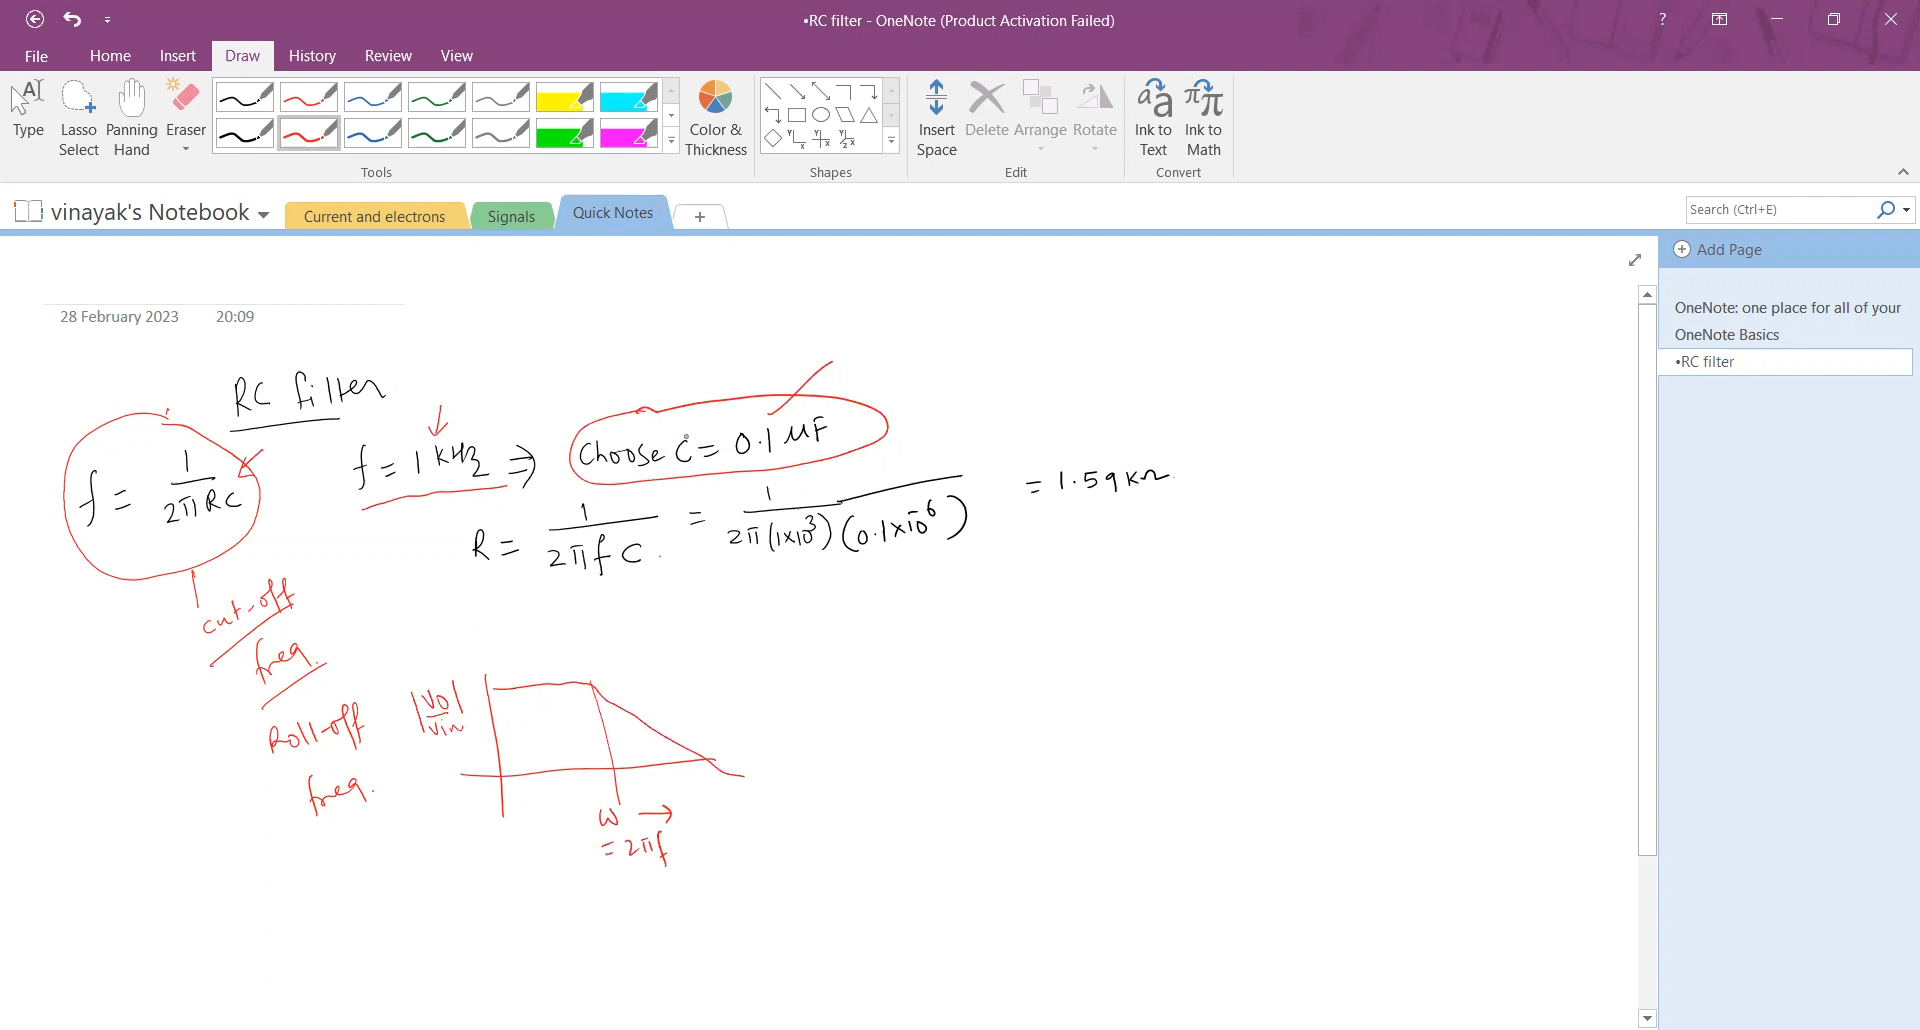 •RC filter - OneNote (Product Activation Failed)
?
File Home Insert Draw History Review View
Type
Lasso Select
Panning Hand
Eraser
Color & Thickness
Insert Space
Delete
Arrange
Rotate
Ink to Text
Ink to Math
Tools
Shapes
Edit
Convert
vinayak's Notebook
Current and electrons
Signals
Quick Notes
+
Search (Ctrl+E)
Add Page
OneNote: one place for all of your
OneNote Basics
•RC filter
28 February 2023 20:09
RC filter
f = 1/2πRC
f = 1 kHz ⇒ Choose C = 0.1 μF
R = 1/2πfC = 1/2π(1×10³)(0.1×10⁻⁶) = 1.59 kΩ
cut-off
freq.
Roll-off
freq.
|Vo/Vin|
ω →
= 2πf